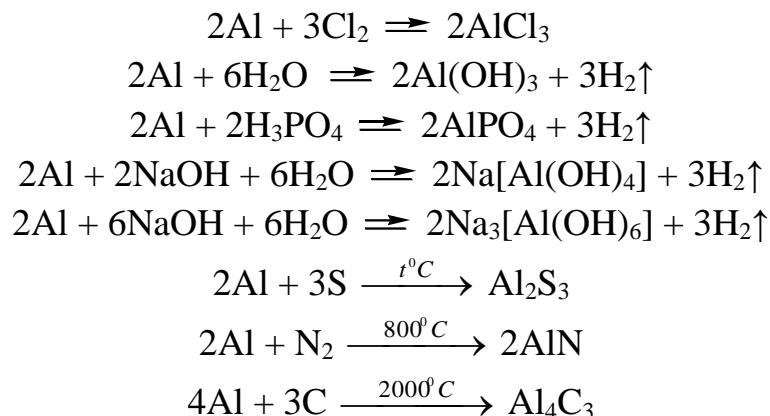 2Al + 3Cl₂ ⇌ 2AlCl₃
2Al + 6H₂O ⇌ 2Al(OH)₃ + 3H₂↑
2Al + 2H₃PO₄ ⇌ 2AlPO₄ + 3H₂↑
2Al + 2NaOH + 6H₂O ⇌ 2Na[Al(OH)₄] + 3H₂↑
2Al + 6NaOH + 6H₂O ⇌ 2Na₃[Al(OH)₆] + 3H₂↑
2Al + 3S —t⁰C→ Al₂S₃
2Al + N₂ —800⁰C→ 2AlN
4Al + 3C —2000⁰C→ Al₄C₃